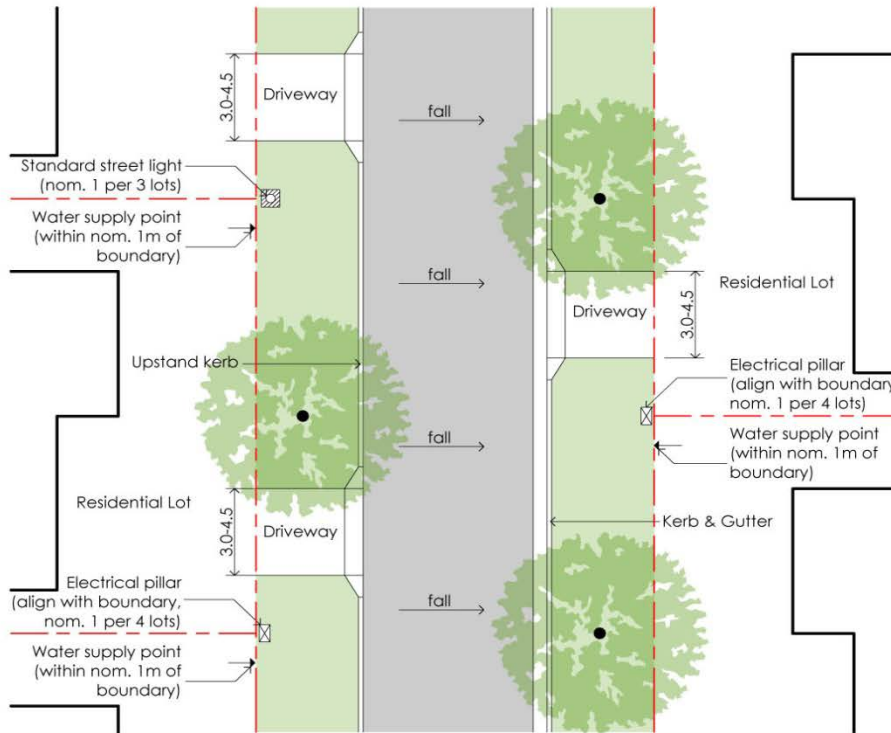 3.0-4.5
Driveway
fall
Standard street light
(nom. 1 per 3 lots)
Water supply point
(within nom. 1m of
boundary)
fall
Residential Lot
Driveway
3.0-4.5
Upstand kerb
Electrical pillar
(align with boundary
nom. 1 per 4 lots)
fall
Water supply point
(within nom. 1m of
boundary)
Residential Lot
3.0-4.5
Driveway
Kerb & Gutter
Electrical pillar
(align with boundary,
nom. 1 per 4 lots)
fall
Water supply point
(within nom. 1m of
boundary)